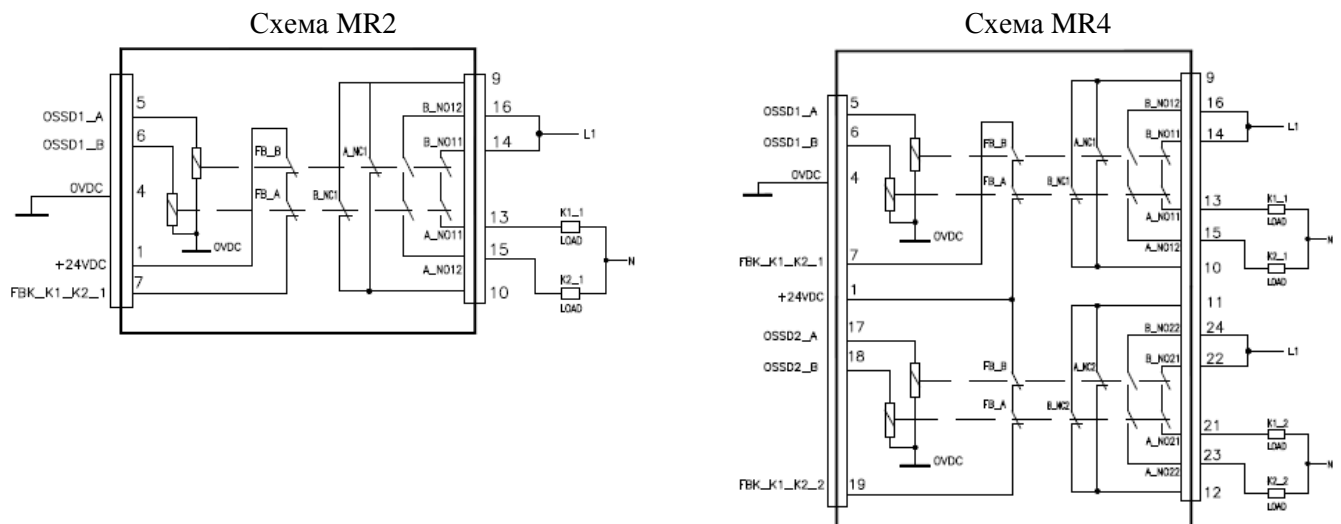 Схема MR2
Схема MR4
OSSD1_A
5
OSSD1_B
6
0VDC
4
+24VDC
1
FBK_K1_K2_1
7
FB_B
FB_A
B_NC1
A_NC1
B_NO12
B_NO11
A_NO11
A_NO12
0VDC
9
16
14
L1
13
K1_1
LOAD
15
N
K2_1
LOAD
10
OSSD1_A
5
OSSD1_B
6
0VDC
4
FBK_K1_K2_1
7
+24VDC
1
OSSD2_A
17
OSSD2_B
18
FBK_K1_K2_2
19
FB_B
FB_A
B_NC1
A_NC1
B_NO12
B_NO11
A_NO11
A_NO12
0VDC
9
16
14
L1
13
K1_1
LOAD
15
N
K2_1
LOAD
10
FB_B
FB_A
B_NC2
A_NC2
B_NO22
B_NO21
A_NO21
A_NO22
0VDC
11
24
L1
22
21
K1_2
LOAD
23
N
K2_2
LOAD
12